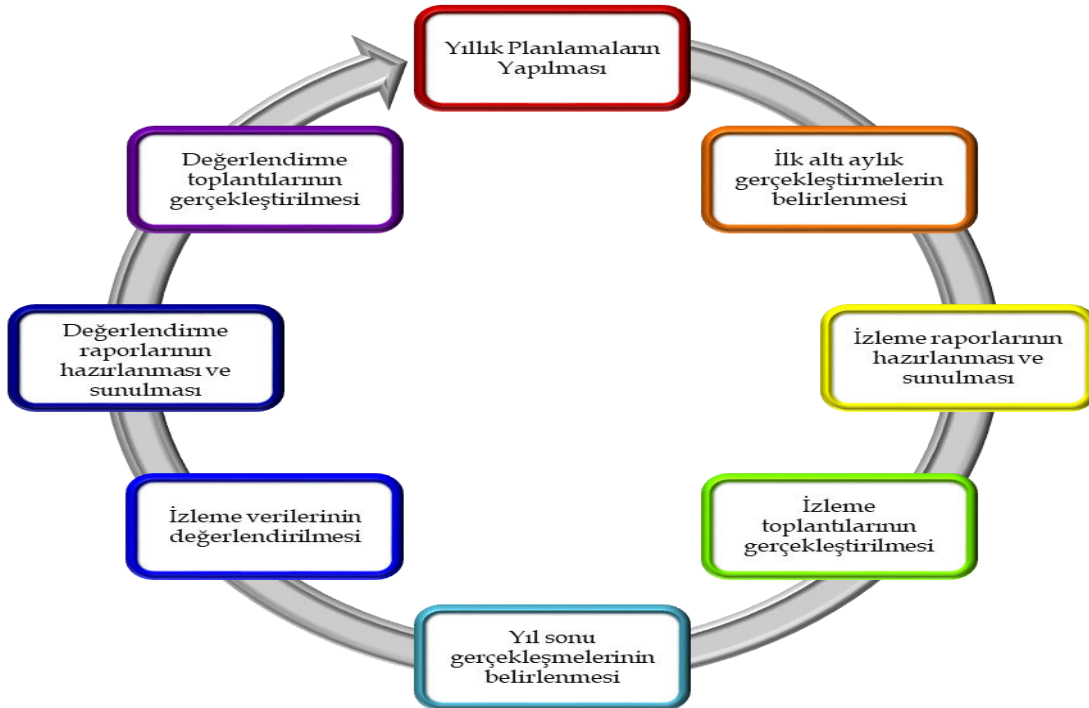 Yıllık Planlamaların
Yapılması
İlk altı aylık
gerçekleştirmelerin
belirlenmesi
İzleme raporlarının
hazırlanması ve
sunulması
İzleme
toplantılarının
gerçekleştirilmesi
Yıl sonu
gerçekleşmelerinin
belirlenmesi
İzleme verilerinin
değerlendirilmesi
Değerlendirme
raporlarının
hazırlanması ve
sunulması
Değerlendirme
toplantılarının
gerçekleştirilmesi